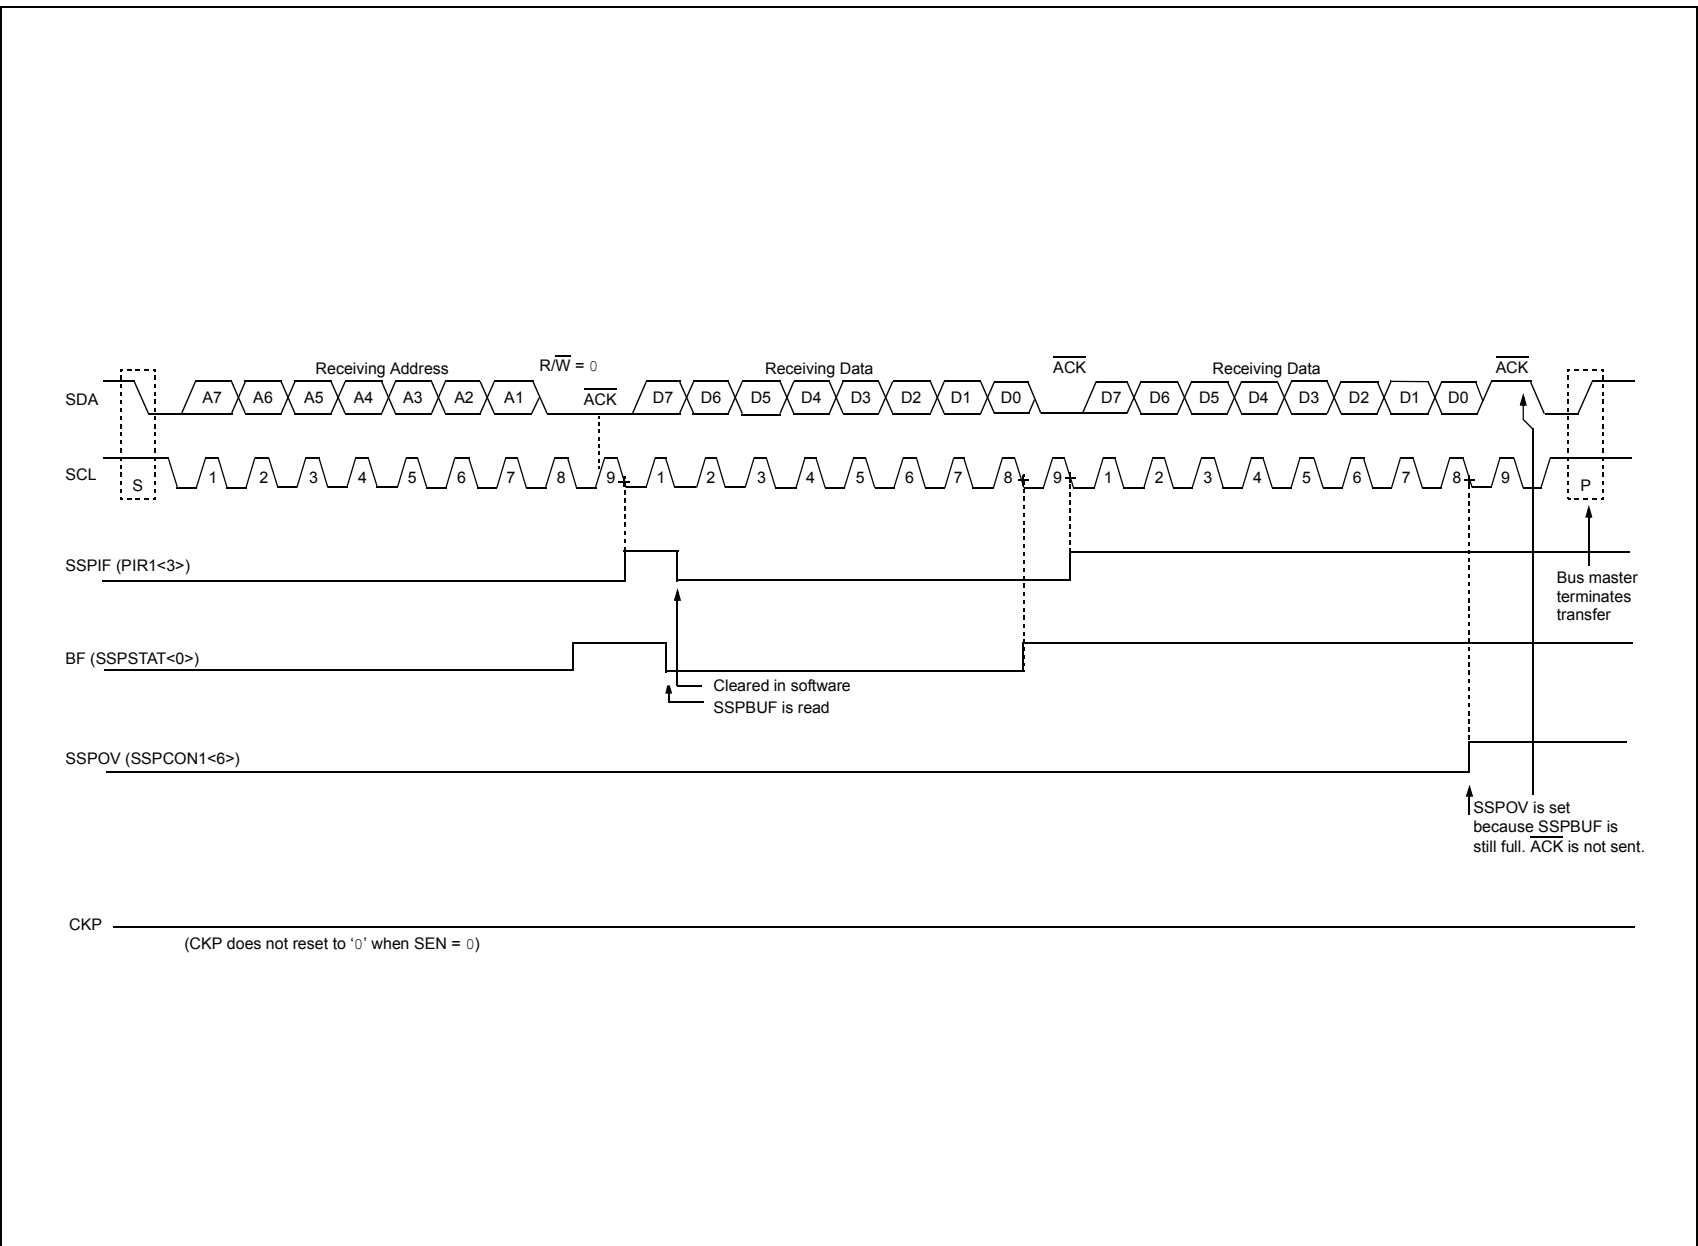 Receiving Address
R/W̅ = 0
A̅C̅K̅
Receiving Data
A̅C̅K̅
Receiving Data
A̅C̅K̅
SDA
A7 A6 A5 A4 A3 A2 A1
D7 D6 D5 D4 D3 D2 D1 D0
D7 D6 D5 D4 D3 D2 D1 D0
SCL
S
1 2 3 4 5 6 7 8 9
1 2 3 4 5 6 7 8 9
1 2 3 4 5 6 7 8 9
P
SSPIF (PIR1<3>)
Bus master
terminates
transfer
BF (SSPSTAT<0>)
Cleared in software
SSPBUF is read
SSPOV (SSPCON1<6>)
SSPOV is set
because SSPBUF is
still full. A̅C̅K̅ is not sent.
CKP
(CKP does not reset to ‘0’ when SEN = 0)